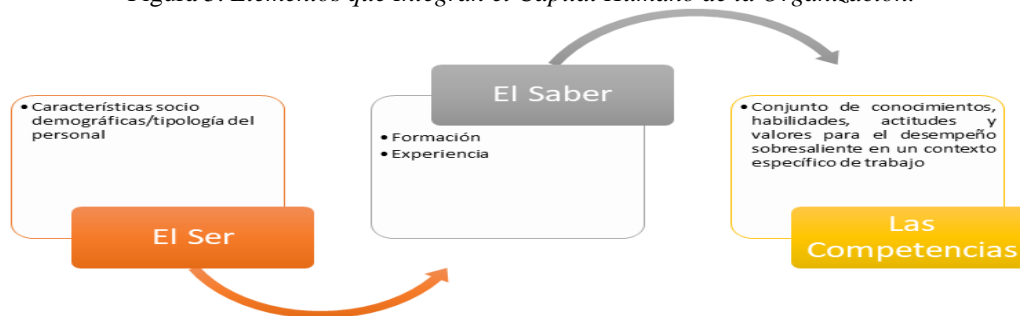 • Características socio
demográficas/tipología del
personal
El Ser
El Saber
• Formación
• Experiencia
• Conjunto de conocimientos,
habilidades, actitudes y
valores para el desempeño
sobresaliente en un contexto
específico de trabajo
Las
Competencias